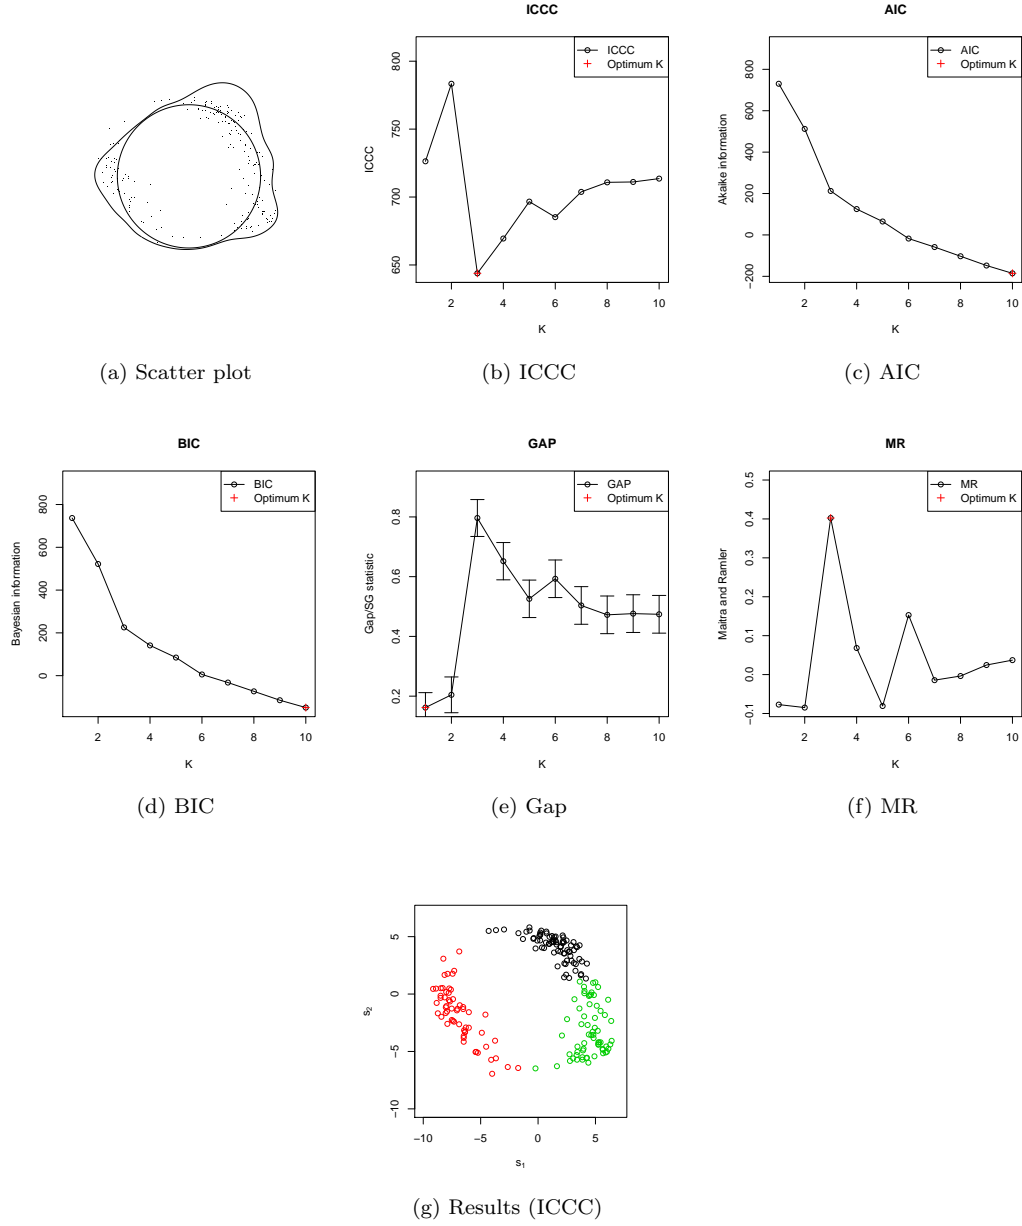 ICCC
AIC
ICCC
Optimum K
AIC
Optimum K
ICCC
800
750
700
650
2 4 6 8 10
K
Akaike information
800
600
400
200
0
−200
2 4 6 8 10
K
(a) Scatter plot
(b) ICCC
(c) AIC
BIC
GAP
MR
BIC
Optimum K
GAP
Optimum K
MR
Optimum K
Bayesian information
800
600
400
200
0
2 4 6 8 10
K
Gap/SG statistic
0.8
0.6
0.4
0.2
2 4 6 8 10
K
Maitra and Ramler
0.5
0.4
0.3
0.2
0.1
0.0
−0.1
2 4 6 8 10
K
(d) BIC
(e) Gap
(f) MR
s2
5
0
−5
−10
−10 −5 0 5
s1
(g) Results (ICCC)